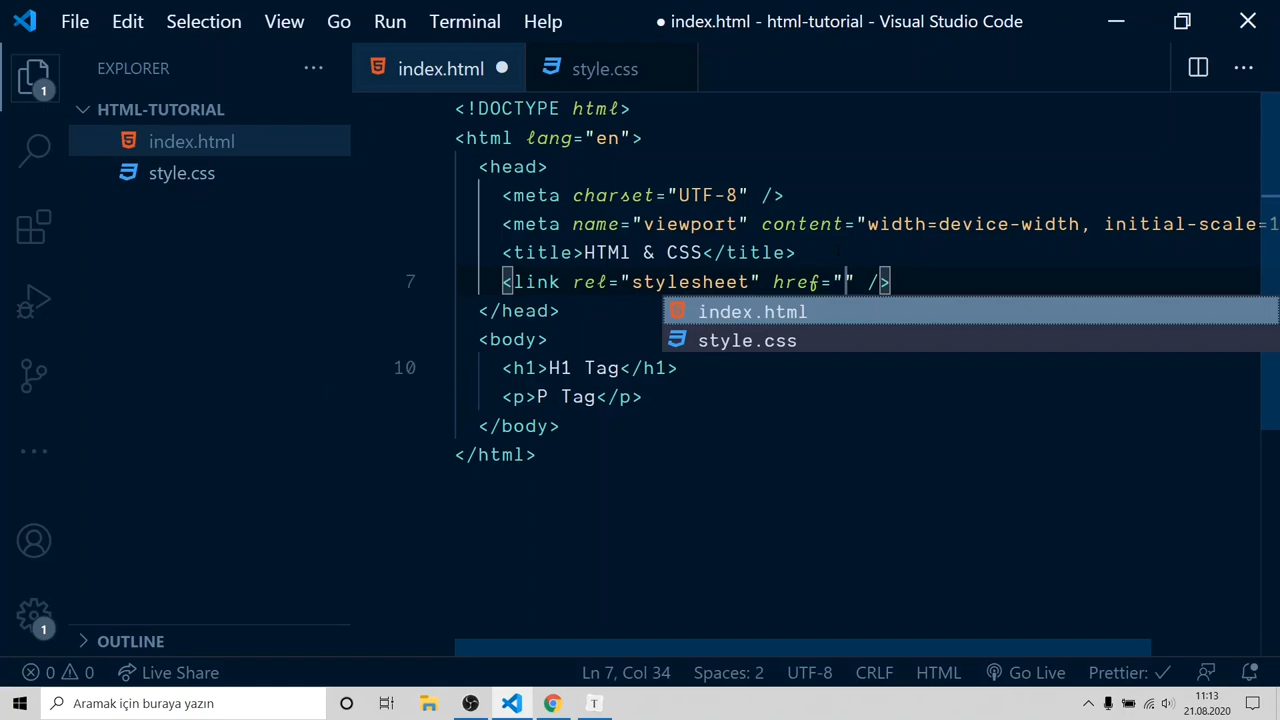 File Edit Selection View Go Run Terminal Help ● index.html - html-tutorial - Visual Studio Code
EXPLORER ···
index.html
style.css
HTML-TUTORIAL
index.html
style.css
1
<!DOCTYPE html>
<html lang="en">
<head>
<meta charset="UTF-8" />
<meta name="viewport" content="width=device-width, initial-scale=1
<title>HTMl & CSS</title>
7 <link rel="stylesheet" href="" />
index.html
style.css
</head>
<body>
10 <h1>H1 Tag</h1>
<p>P Tag</p>
</body>
</html>
1
OUTLINE
0 0 Live Share Ln 7, Col 34 Spaces: 2 UTF-8 CRLF HTML Go Live Prettier: ✓
Aramak için buraya yazın
T
11:13
21.08.2020